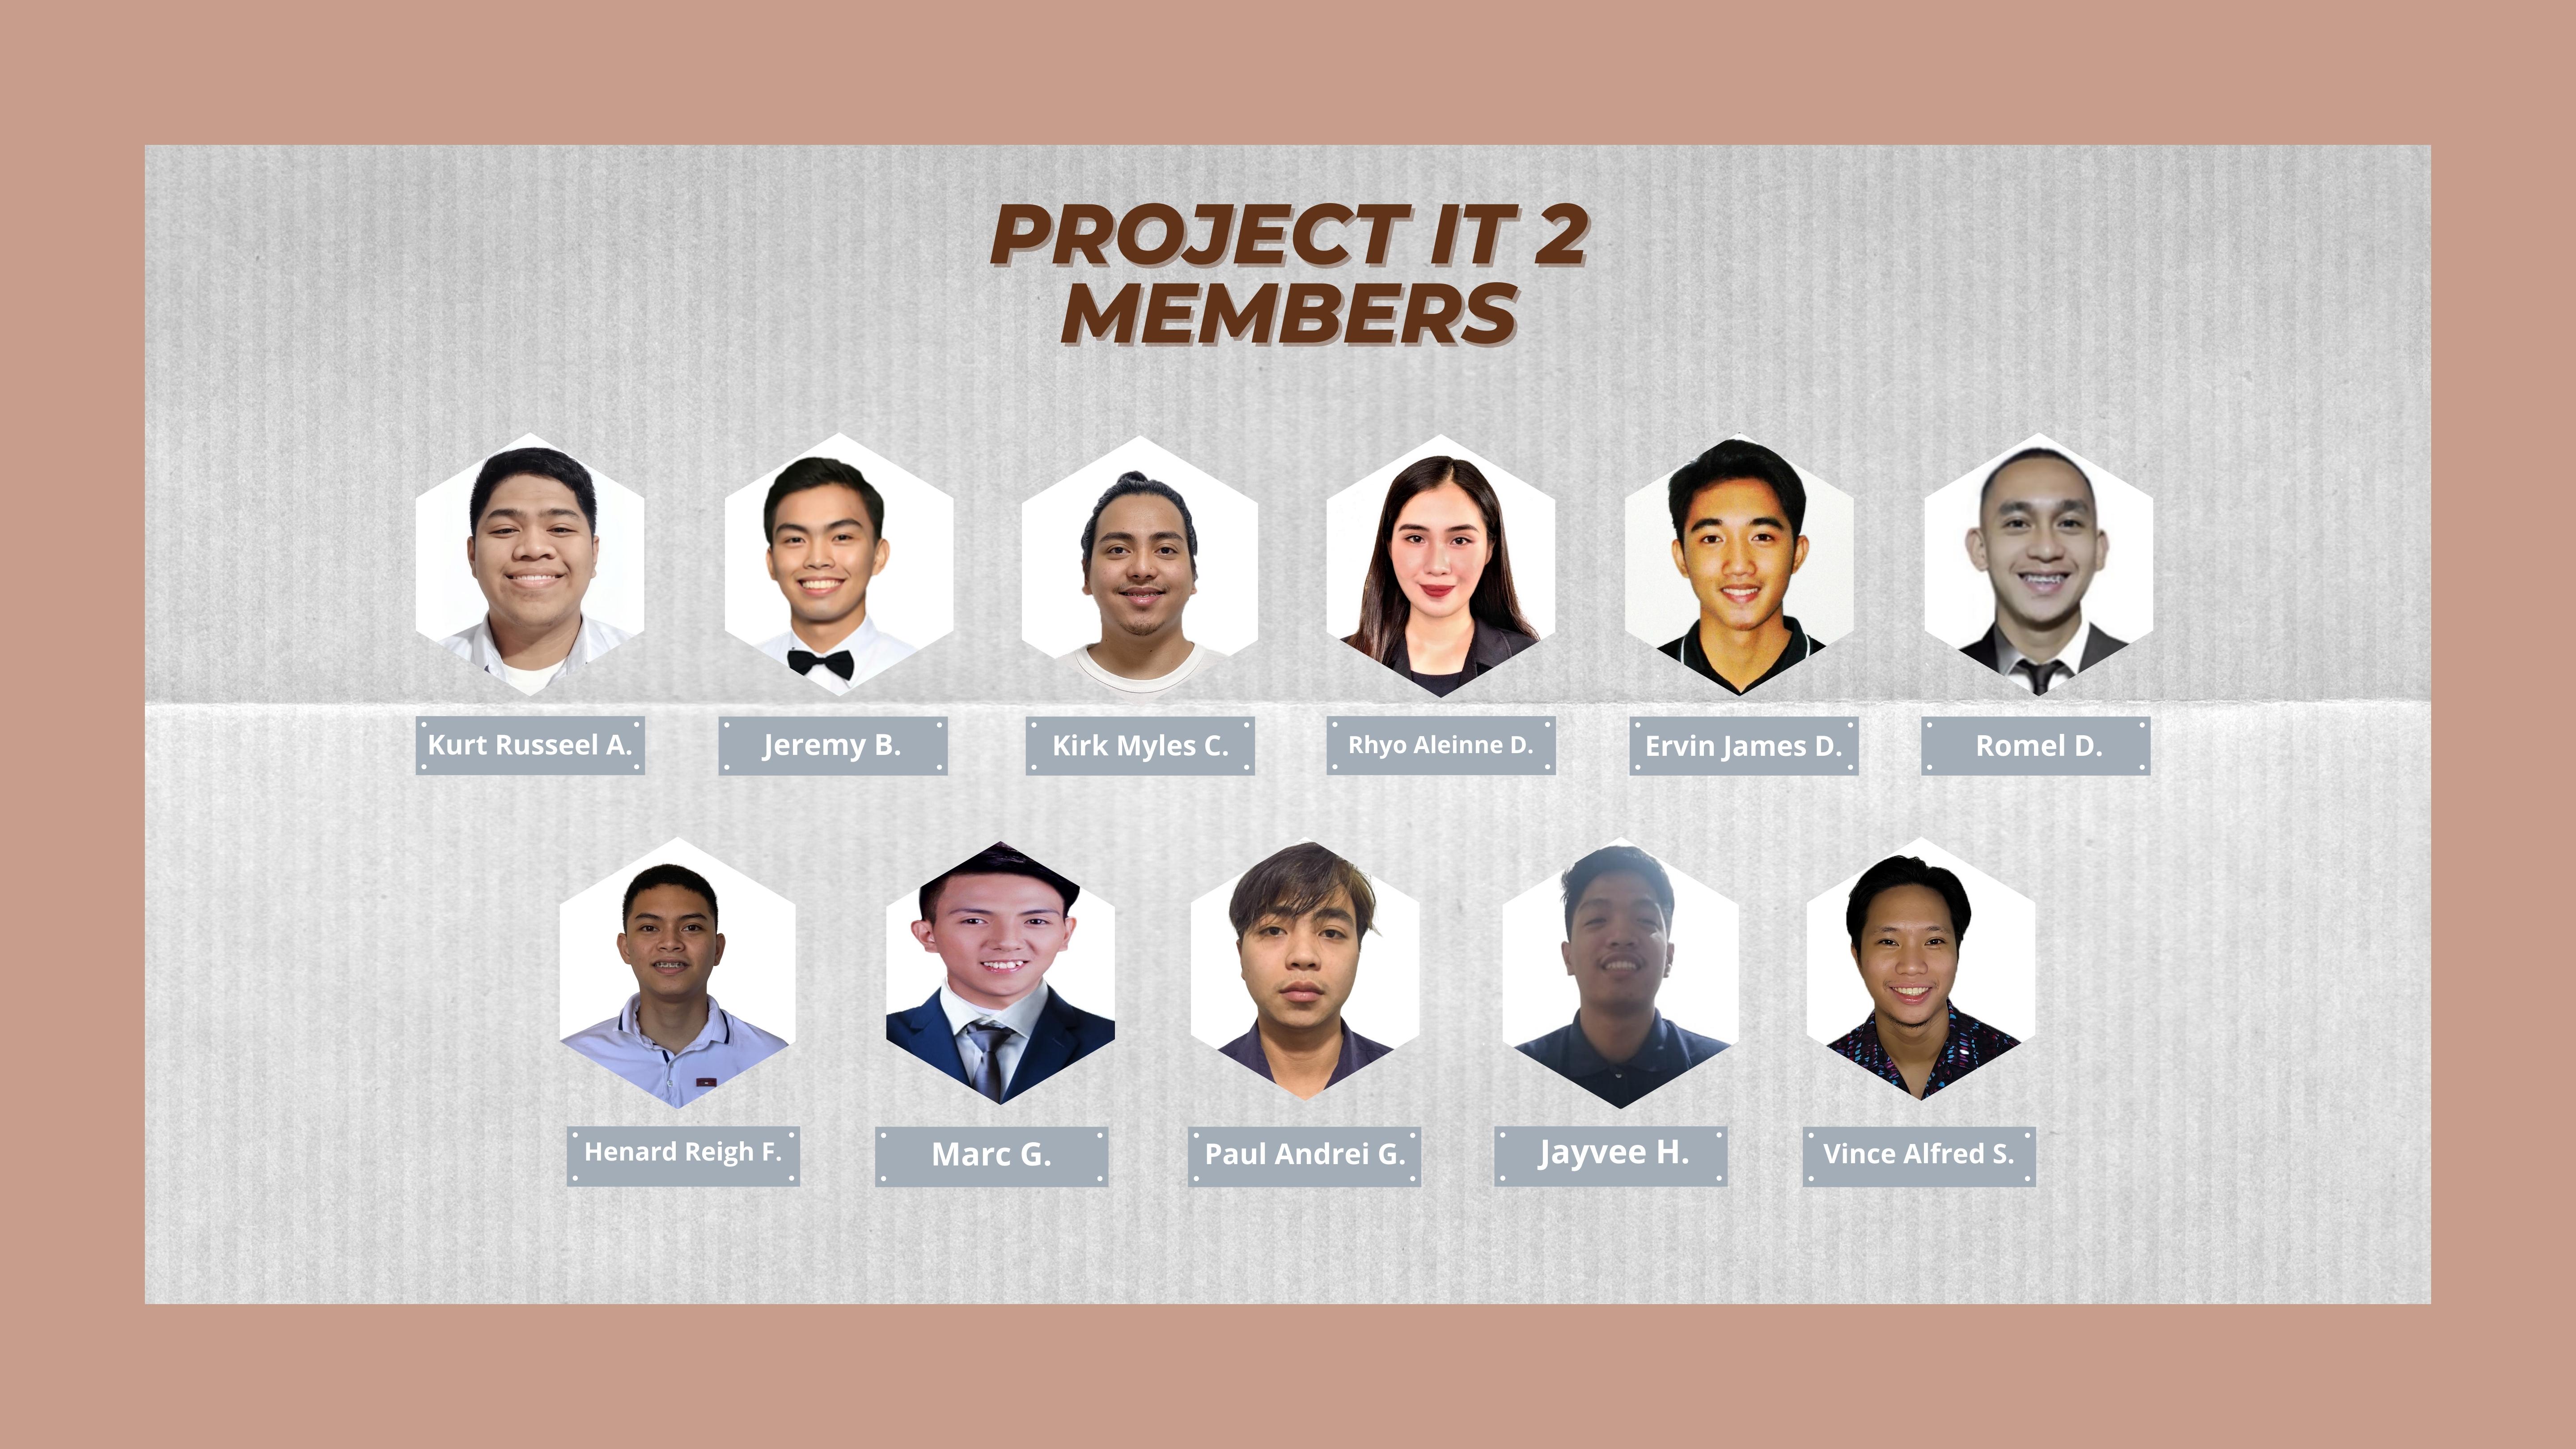 PROJECT IT 2
MEMBERS
Kurt Russeel A.
Jeremy B.
Kirk Myles C.
Rhyo Aleinne D.
Ervin James D.
Romel D.
Henard Reigh F.
Marc G.
Paul Andrei G.
Jayvee H.
Vince Alfred S.